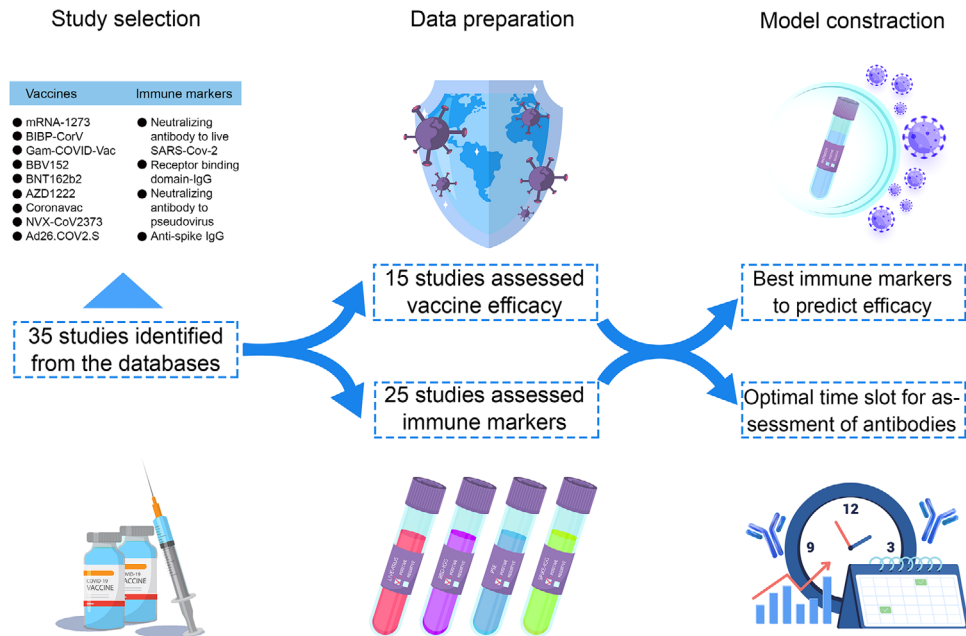 Study selection
Data preparation
Model constraction
Vaccines
Immune markers
mRNA-1273
BIBP-CorV
Gam-COVID-Vac
BBV152
BNT162b2
AZD1222
Coronavac
NVX-CoV2373
Ad26.COV2.S
Neutralizing
antibody to live
SARS-Cov-2
Receptor binding
domain-IgG
Neutralizing
antibody to
pseudovirus
Anti-spike IgG
35 studies identified
from the databases
15 studies assessed
vaccine efficacy
25 studies assessed
immune markers
Best immune markers
to predict efficacy
Optimal time slot for as-
sessment of antibodies
COVID-19
VACCINE
12
9
3